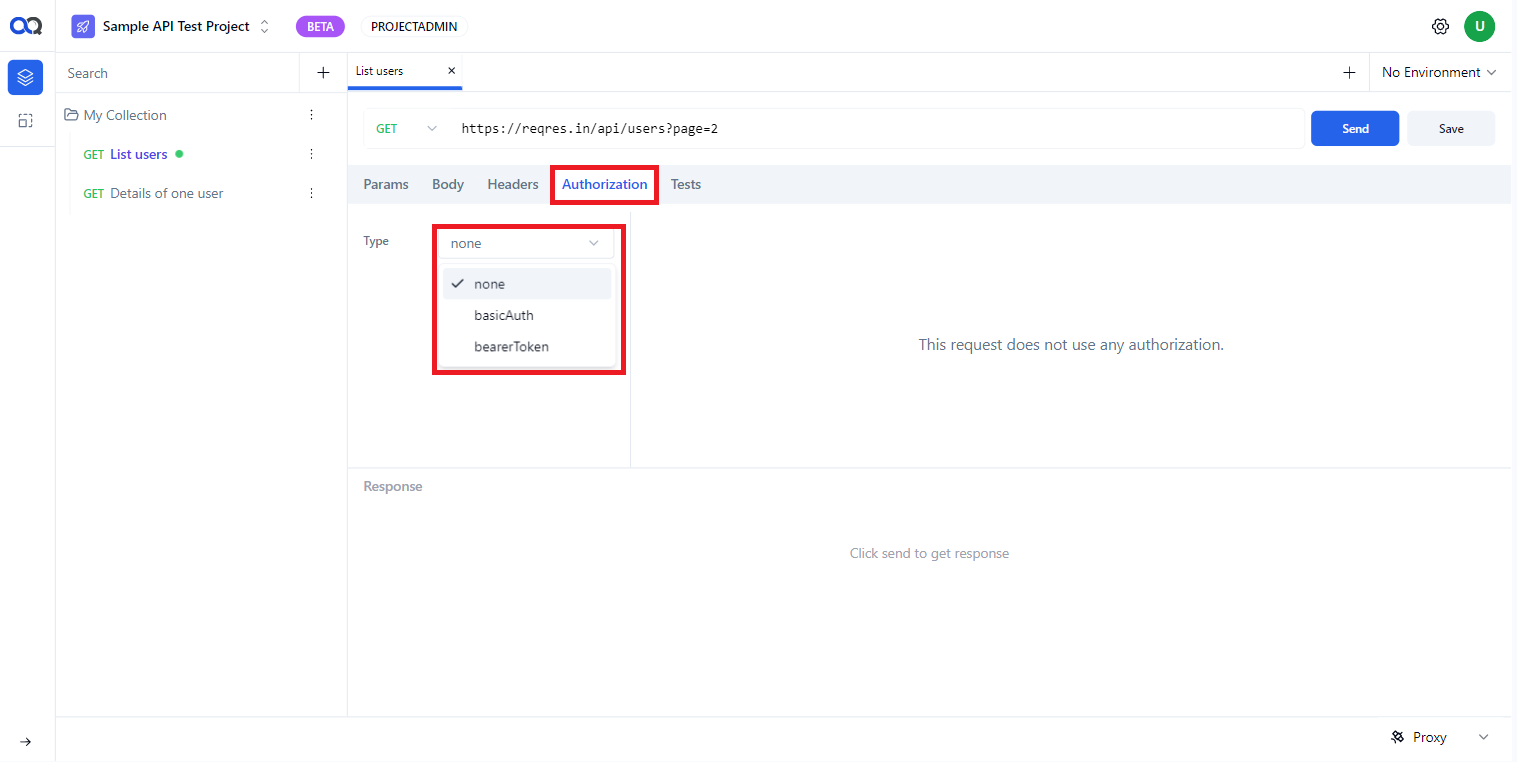 Sample API Test Project
BETA
PROJECTADMIN
U
Search
List users
No Environment
My Collection
GET List users
GET Details of one user
GET
https://reqres.in/api/users?page=2
Send
Save
Params
Body
Headers
Authorization
Tests
Type
none
none
basicAuth
bearerToken
This request does not use any authorization.
Response
Click send to get response
Proxy